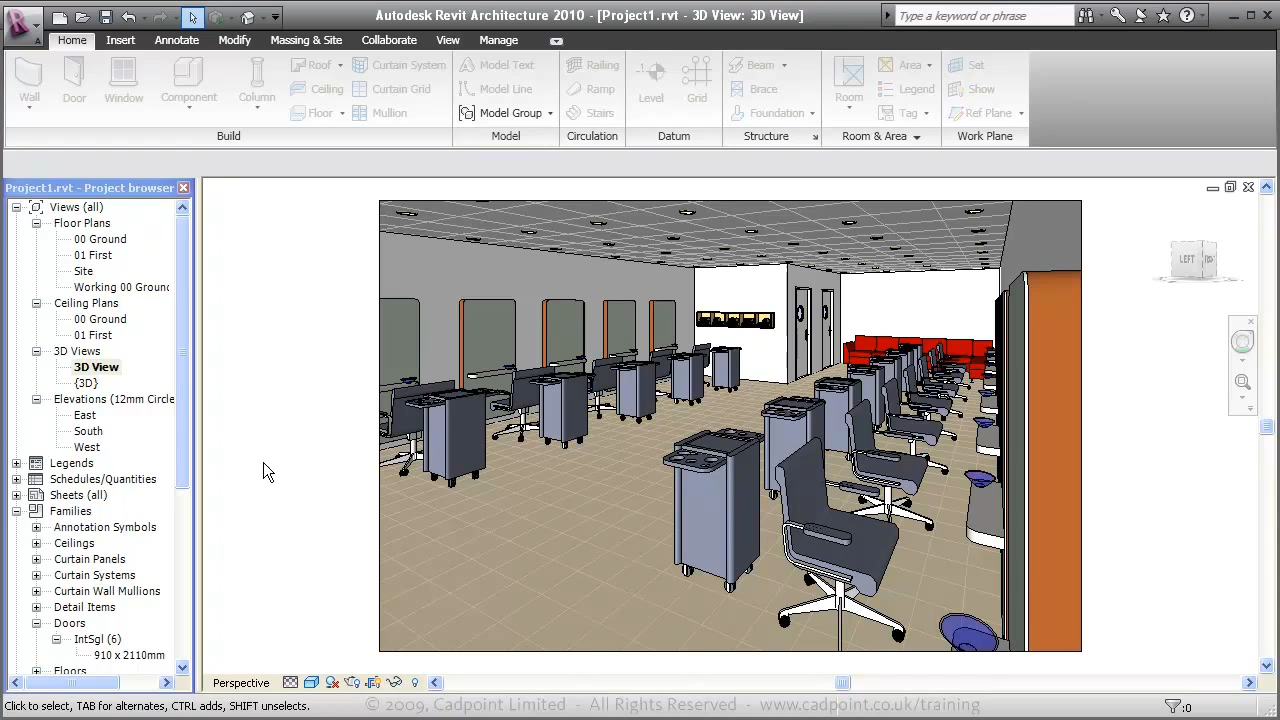 Autodesk Revit Architecture 2010 - [Project1.rvt - 3D View: 3D View]
Type a keyword or phrase
Home Insert Annotate Modify Massing & Site Collaborate View Manage
Wall Door Window Component Column
Roof Curtain System
Ceiling Curtain Grid
Floor Mullion
Build
Model Text
Model Line
Model Group
Model
Railing
Ramp
Stairs
Circulation
Level Grid
Datum
Beam
Brace
Foundation
Structure
Room
Area
Legend
Tag
Room & Area
Set
Show
Ref Plane
Work Plane
Project1.rvt - Project browser
Views (all)
Floor Plans
00 Ground
01 First
Site
Working 00 Ground
Ceiling Plans
00 Ground
01 First
3D Views
3D View
{3D}
Elevations (12mm Circle
East
South
West
Legends
Schedules/Quantities
Sheets (all)
Families
Annotation Symbols
Ceilings
Curtain Panels
Curtain Systems
Curtain Wall Mullions
Detail Items
Doors
IntSgl (6)
910 x 2110mm
Floors
LEFT
Perspective
Click to select, TAB for alternates, CTRL adds, SHIFT unselects.
© 2009, Cadpoint Limited - All Rights Reserved - www.cadpoint.co.uk/training
:0